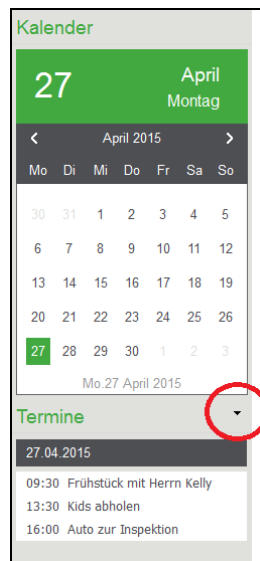 Kalender
27 April
Montag
April 2015
Mo Di Mi Do Fr Sa So
30 31 1 2 3 4 5
6 7 8 9 10 11 12
13 14 15 16 17 18 19
20 21 22 23 24 25 26
27 28 29 30 1 2 3
Mo.27 April 2015
Termine
27.04.2015
09:30 Frühstück mit Herrn Kelly
13:30 Kids abholen
16:00 Auto zur Inspektion